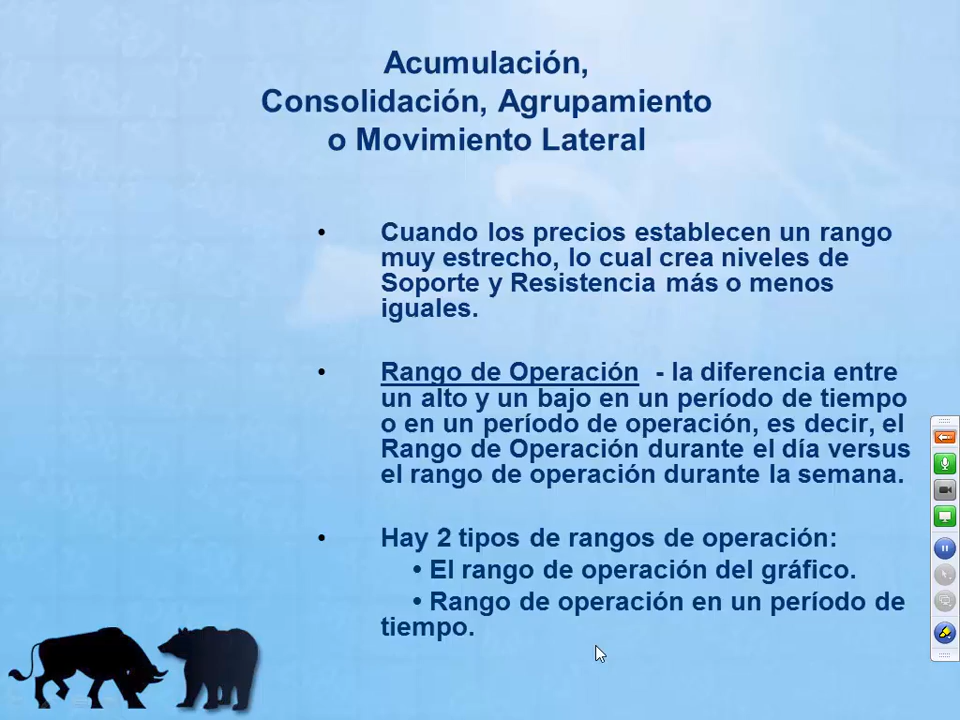 Acumulación,
Consolidación, Agrupamiento
o Movimiento Lateral
• Cuando los precios establecen un rango
muy estrecho, lo cual crea niveles de
Soporte y Resistencia más o menos
iguales.
• Rango de Operación - la diferencia entre
un alto y un bajo en un período de tiempo
o en un período de operación, es decir, el
Rango de Operación durante el día versus
el rango de operación durante la semana.
• Hay 2 tipos de rangos de operación:
• El rango de operación del gráfico.
• Rango de operación en un período de
tiempo.